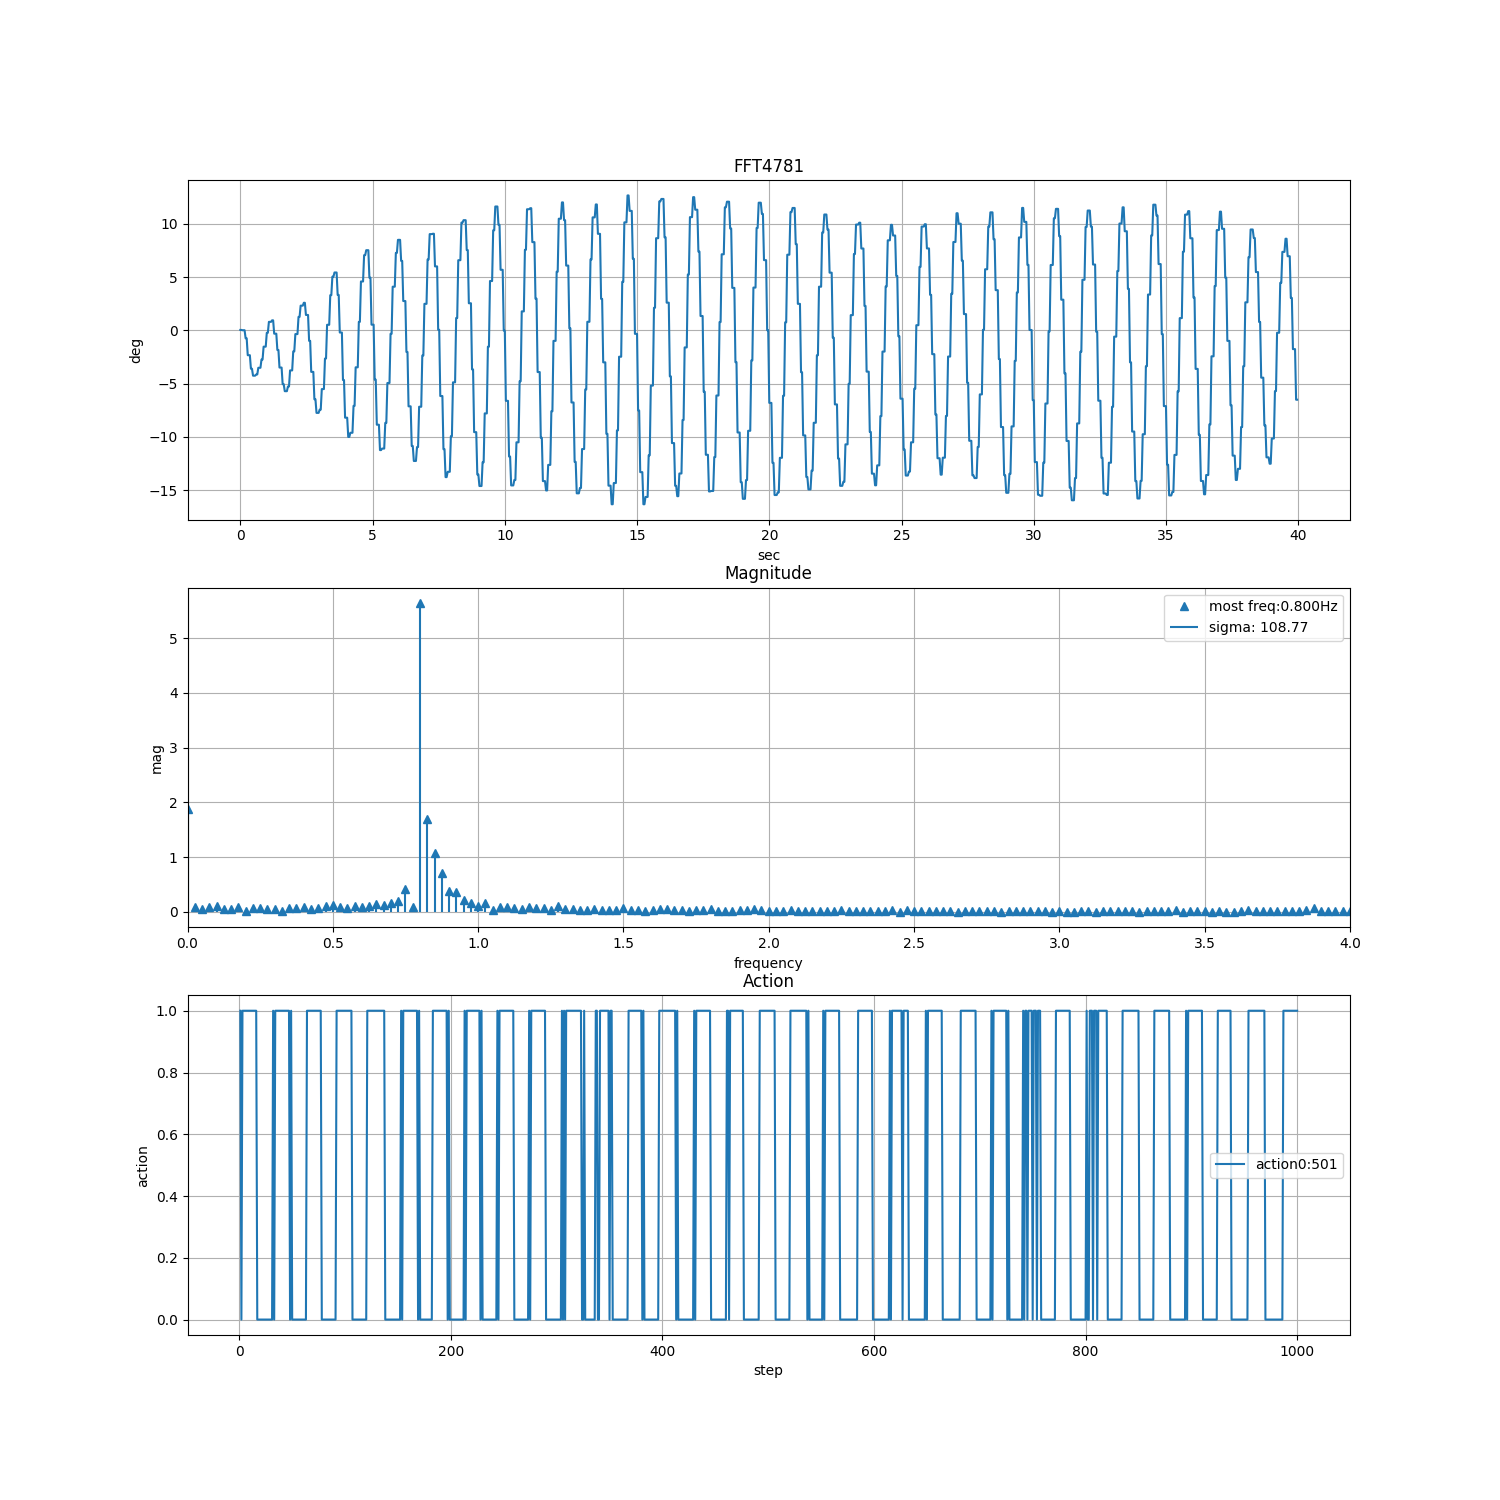 FFT4781
10
5
0
−5
−10
−15
deg
0 5 10 15 20 25 30 35 40
sec
Magnitude
most freq:0.800Hz
sigma: 108.77
5
4
3
2
1
0
mag
0.0 0.5 1.0 1.5 2.0 2.5 3.0 3.5 4.0
frequency
Action
1.0
0.8
0.6
0.4
0.2
0.0
action
action0:501
0 200 400 600 800 1000
step